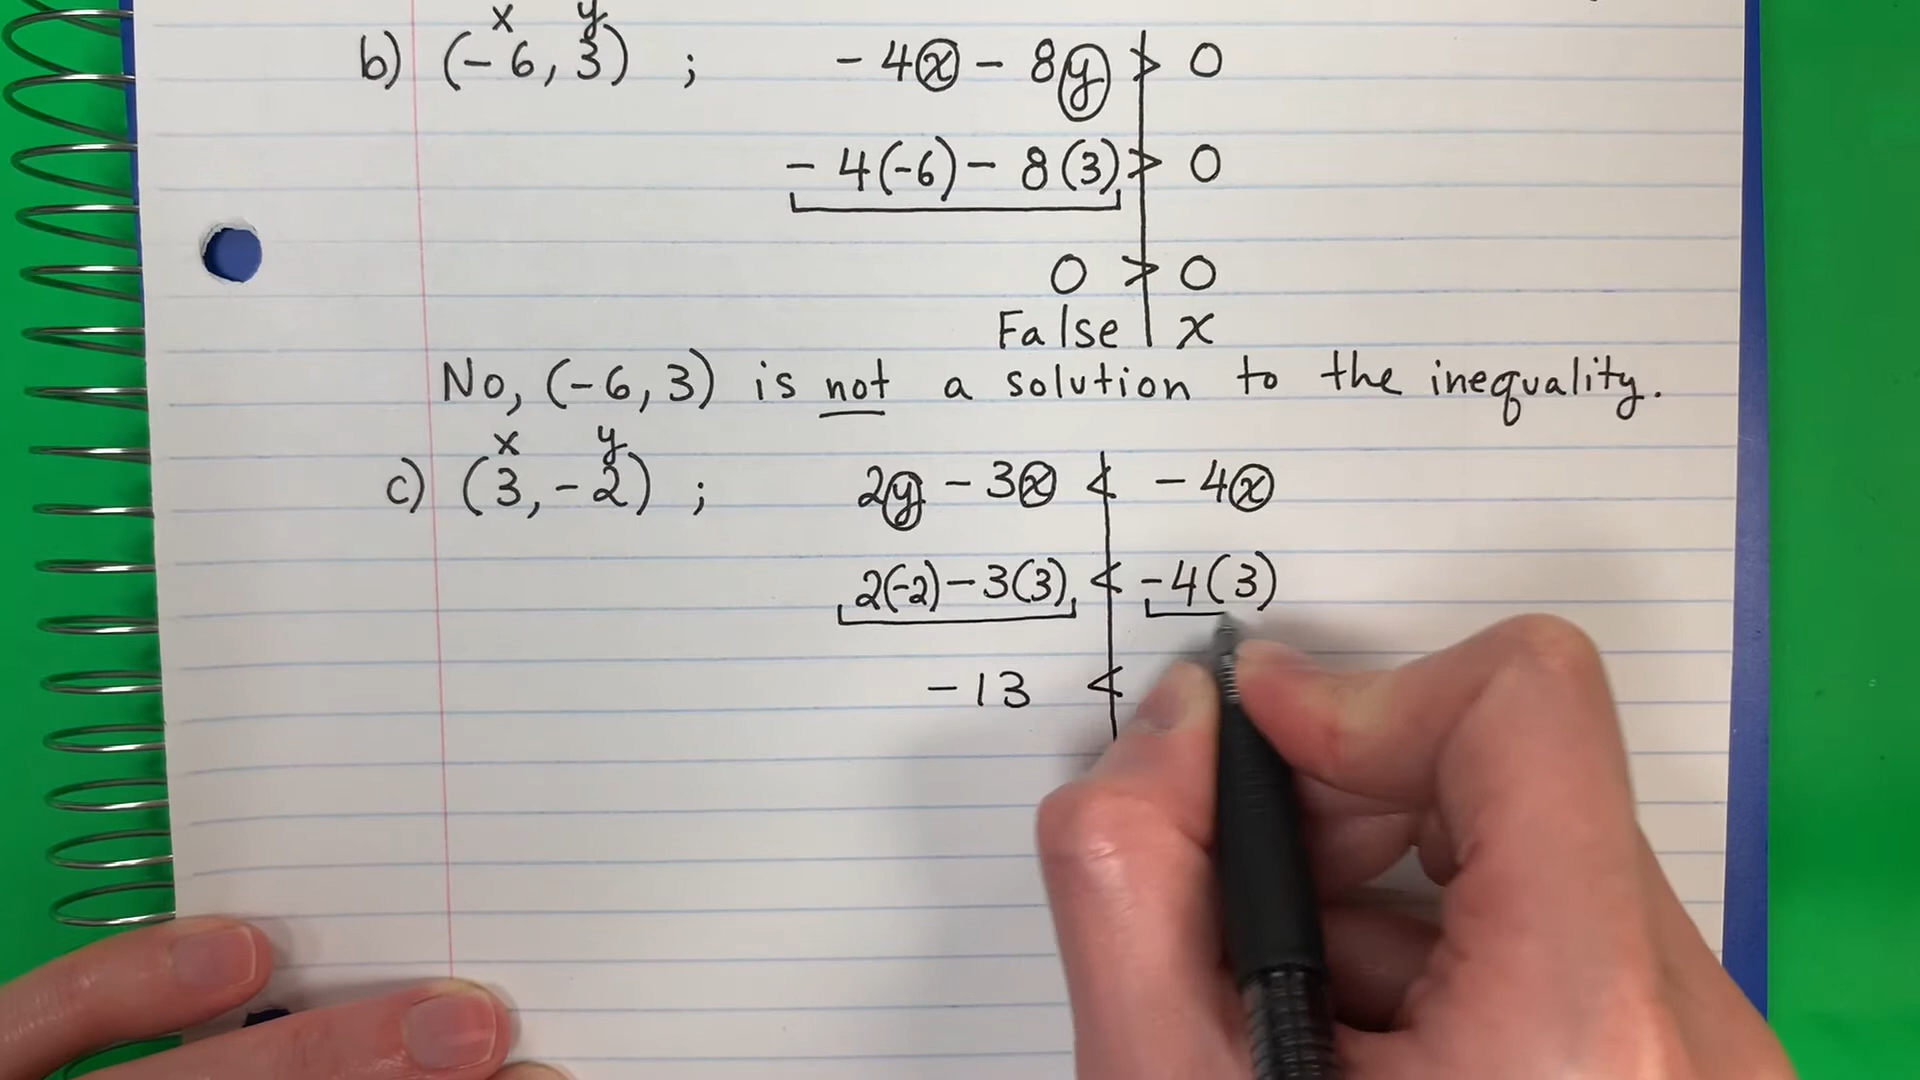 x y
b) (-6, 3) ; -4x - 8y > 0
-4(-6) - 8(3) > 0
0 > 0
False x
No, (-6, 3) is not a solution to the inequality.
x y
c) (3, -2) ; 2y - 3x < -4x
2(-2) - 3(3) < -4(3)
-13 <